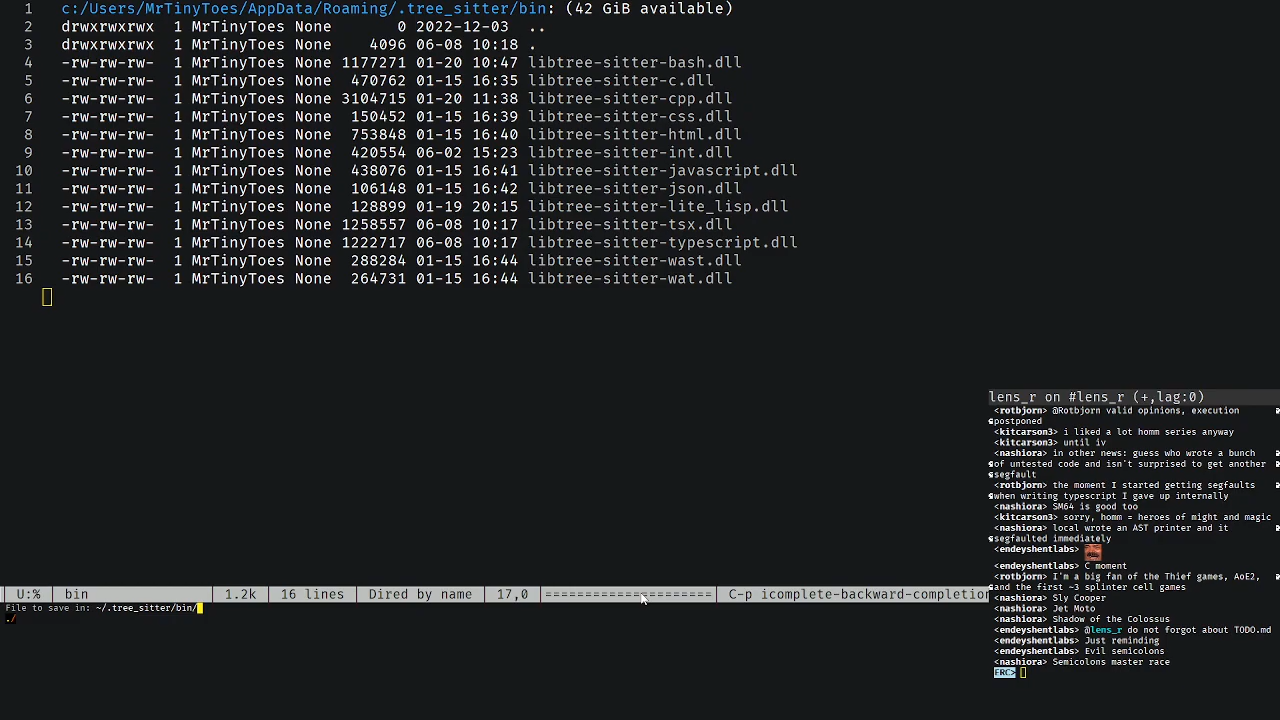 1 c:/Users/MrTinyToes/AppData/Roaming/.tree_sitter/bin: (42 GiB available)
2 drwxrwxrwx 1 MrTinyToes None 0 2022-12-03 ..
3 drwxrwxrwx 1 MrTinyToes None 4096 06-08 10:18 .
4 -rw-rw-rw- 1 MrTinyToes None 1177271 01-20 10:47 libtree-sitter-bash.dll
5 -rw-rw-rw- 1 MrTinyToes None 470762 01-15 16:35 libtree-sitter-c.dll
6 -rw-rw-rw- 1 MrTinyToes None 3104715 01-20 11:38 libtree-sitter-cpp.dll
7 -rw-rw-rw- 1 MrTinyToes None 150452 01-15 16:39 libtree-sitter-css.dll
8 -rw-rw-rw- 1 MrTinyToes None 753848 01-15 16:40 libtree-sitter-html.dll
9 -rw-rw-rw- 1 MrTinyToes None 420554 06-02 15:23 libtree-sitter-int.dll
10 -rw-rw-rw- 1 MrTinyToes None 438076 01-15 16:41 libtree-sitter-javascript.dll
11 -rw-rw-rw- 1 MrTinyToes None 106148 01-15 16:42 libtree-sitter-json.dll
12 -rw-rw-rw- 1 MrTinyToes None 128899 01-19 20:15 libtree-sitter-lite_lisp.dll
13 -rw-rw-rw- 1 MrTinyToes None 1258557 06-08 10:17 libtree-sitter-tsx.dll
14 -rw-rw-rw- 1 MrTinyToes None 1222717 06-08 10:17 libtree-sitter-typescript.dll
15 -rw-rw-rw- 1 MrTinyToes None 288284 01-15 16:44 libtree-sitter-wast.dll
16 -rw-rw-rw- 1 MrTinyToes None 264731 01-15 16:44 libtree-sitter-wat.dll
U:% bin 1.2k 16 lines Dired by name 17,0 ===================== C-p icomplete-backward-completion
File to save in: ~/.tree_sitter/bin/
./
lens_r on #lens_r (+,lag:0)
<rotbjorn> @Rotbjorn valid opinions, execution
postponed
<kitcarson3> i liked a lot homm series anyway
<kitcarson3> until iv
<nashiora> in other news: guess who wrote a bunch
of untested code and isn't surprised to get another
segfault
<rotbjorn> the moment I started getting segfaults
when writing typescript I gave up internally
<nashiora> SM64 is good too
<kitcarson3> sorry, homm = heroes of might and magic
<nashiora> local wrote an AST printer and it
segfaulted immediately
<endeyshentlabs>
<endeyshentlabs> C moment
<rotbjorn> I'm a big fan of the Thief games, AoE2,
and the first ~3 splinter cell games
<nashiora> Sly Cooper
<nashiora> Jet Moto
<nashiora> Shadow of the Colossus
<endeyshentlabs> @lens_r do not forgot about TODO.md
<endeyshentlabs> Just reminding
<endeyshentlabs> Evil semicolons
<nashiora> Semicolons master race
ERC>